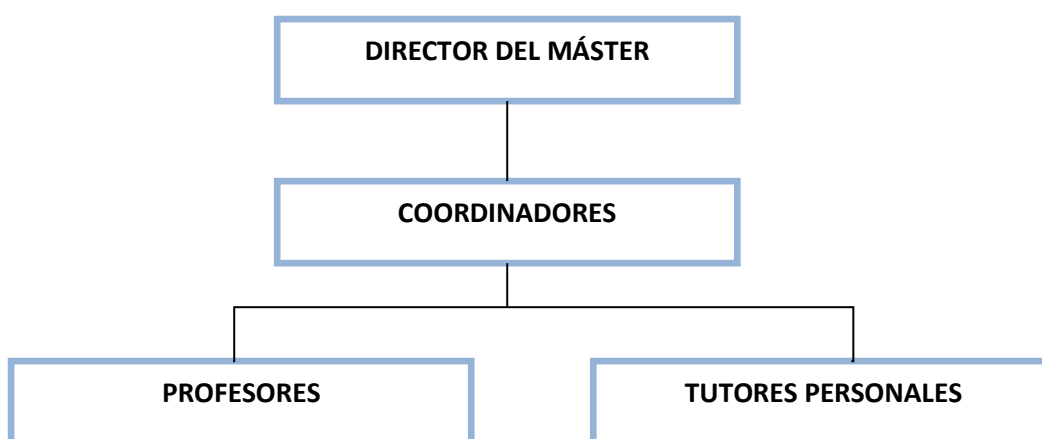 DIRECTOR DEL MÁSTER
COORDINADORES
PROFESORES
TUTORES PERSONALES